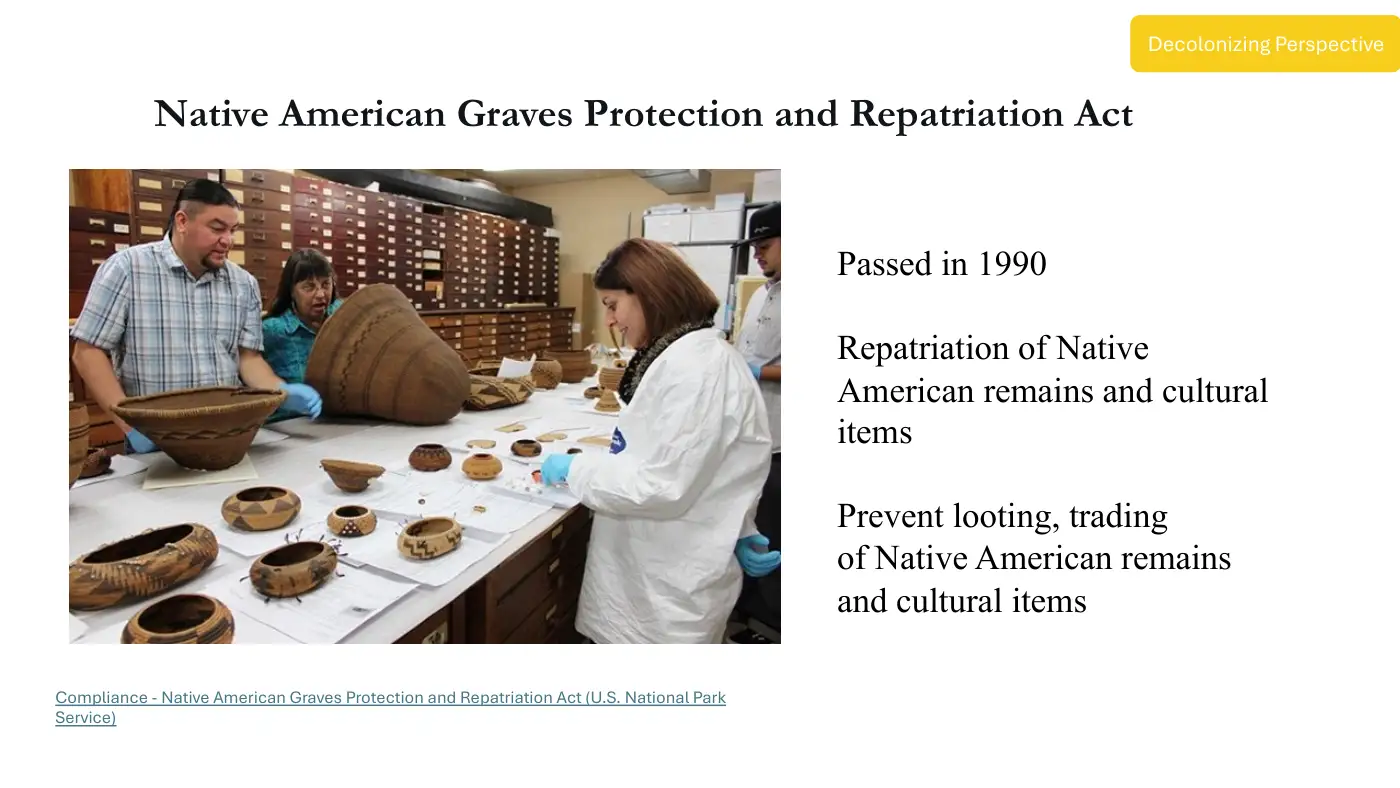 Decolonizing Perspective
Native American Graves Protection and Repatriation Act
Passed in 1990
Repatriation of Native
American remains and cultural
items
Prevent looting, trading
of Native American remains
and cultural items
Compliance - Native American Graves Protection and Repatriation Act (U.S. National Park
Service)